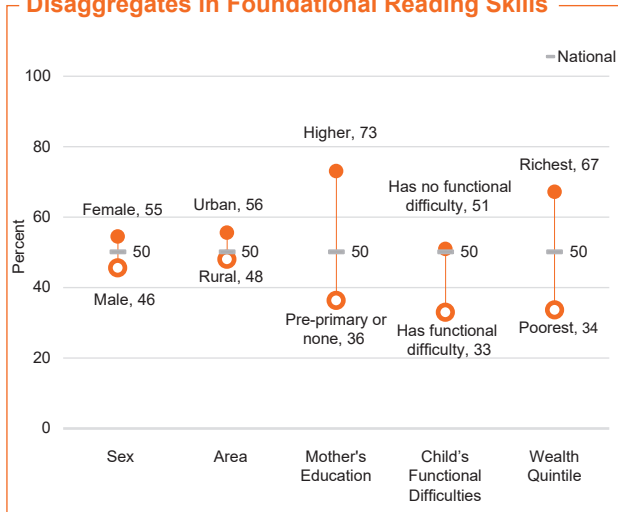 Disaggregates in Foundational Reading Skills
National
100
80
60
40
20
0
Percent
Female, 55
50
Male, 46
Urban, 56
50
Rural, 48
Higher, 73
50
Pre-primary or
none, 36
Has no functional
difficulty, 51
50
Has functional
difficulty, 33
Richest, 67
50
Poorest, 34
Sex
Area
Mother's
Education
Child's
Functional
Difficulties
Wealth
Quintile